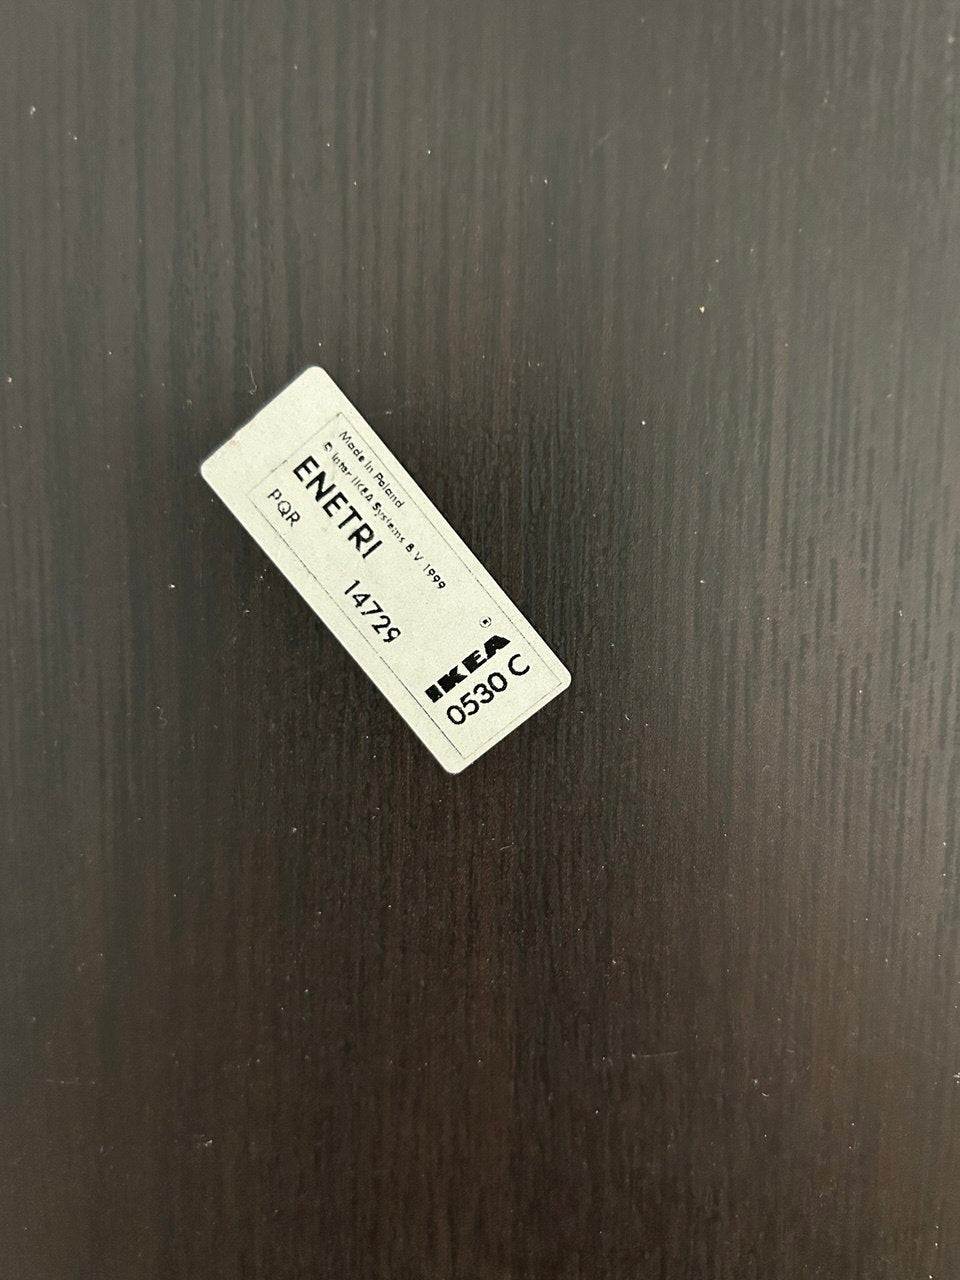 Made in Poland
© Inter IKEA Systems B.V 1999
ENETRI
PQR
14729
®
IKEA
0530 C